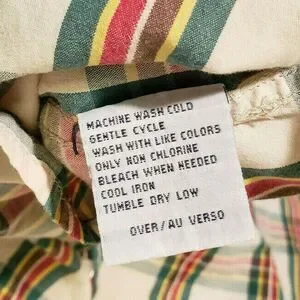 MACHINE WASH COLD
GENTLE CYCLE
WASH WITH LIKE COLORS
ONLY NON CHLORINE
BLEACH WHEN NEEDED
COOL IRON
TUMBLE DRY LOW
OVER/AU VERSO